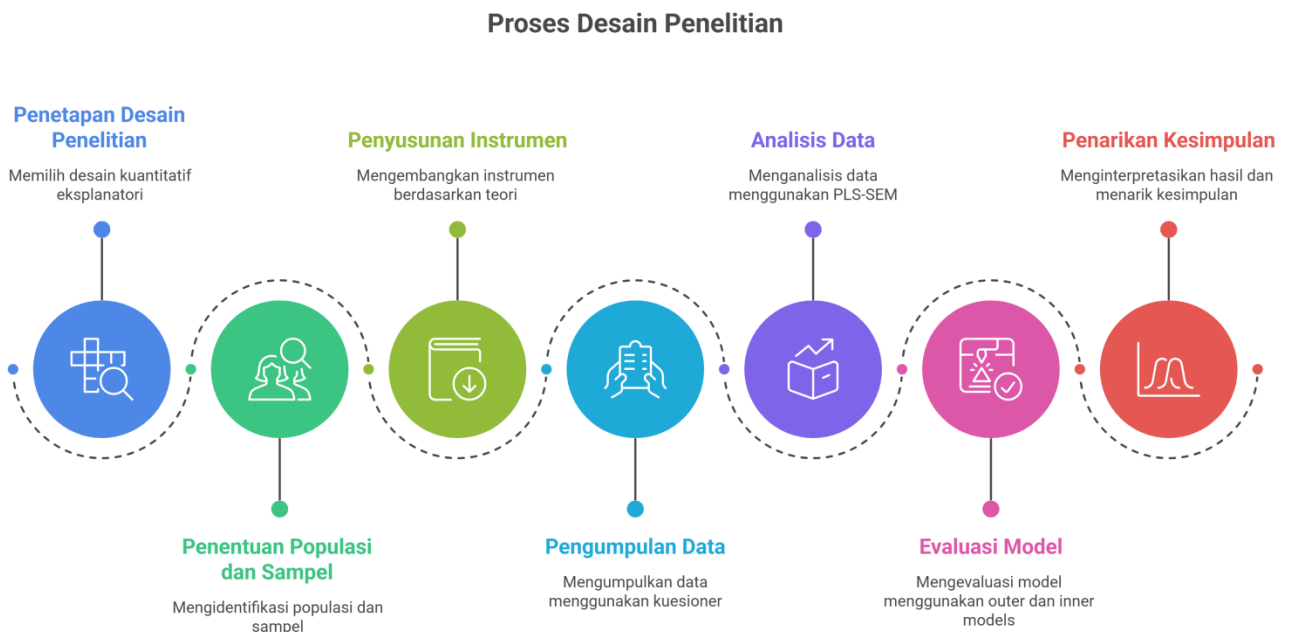 Proses Desain Penelitian
Penetapan Desain
Penelitian
Memilih desain kuantitatif
eksplanatori
Penentuan Populasi
dan Sampel
Mengidentifikasi populasi dan
sampel
Penyusunan Instrumen
Mengembangkan instrumen
berdasarkan teori
Pengumpulan Data
Mengumpulkan data
menggunakan kuesioner
Analisis Data
Menganalisis data
menggunakan PLS-SEM
Evaluasi Model
Mengevaluasi model
menggunakan outer dan inner
models
Penarikan Kesimpulan
Menginterpretasikan hasil dan
menarik kesimpulan